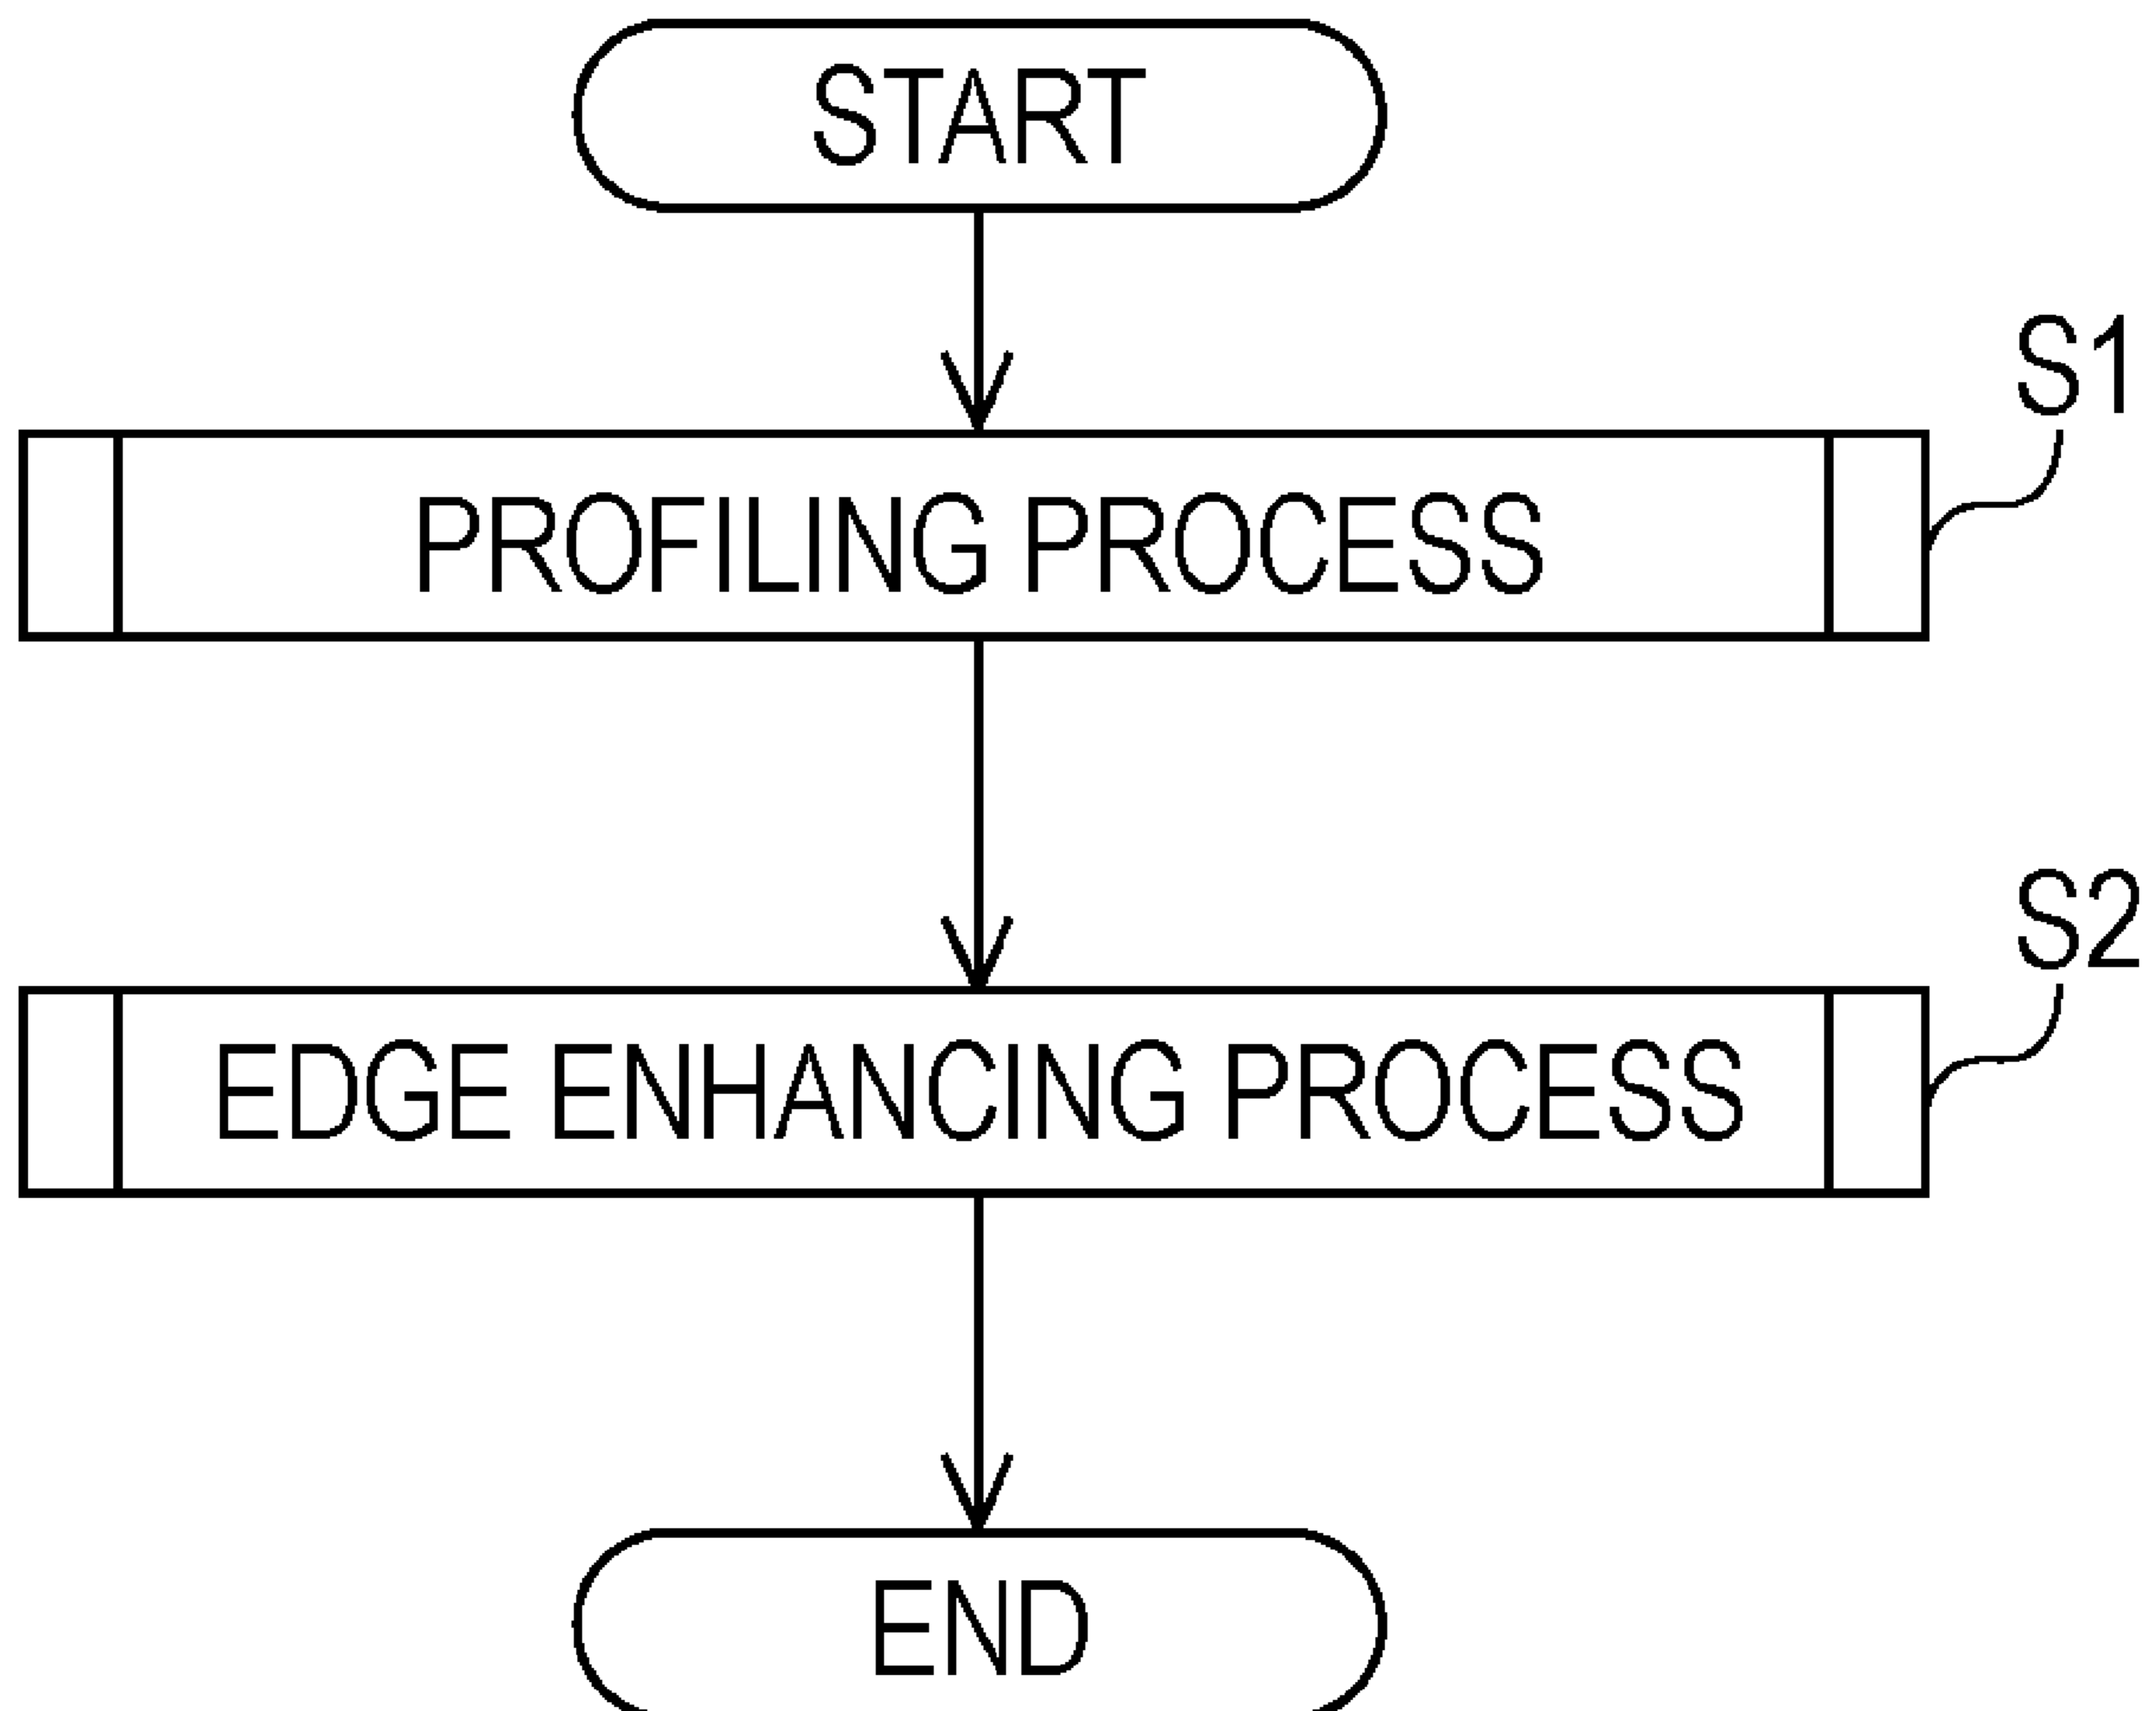 START
S1
PROFILING PROCESS
S2
EDGE ENHANCING PROCESS
END